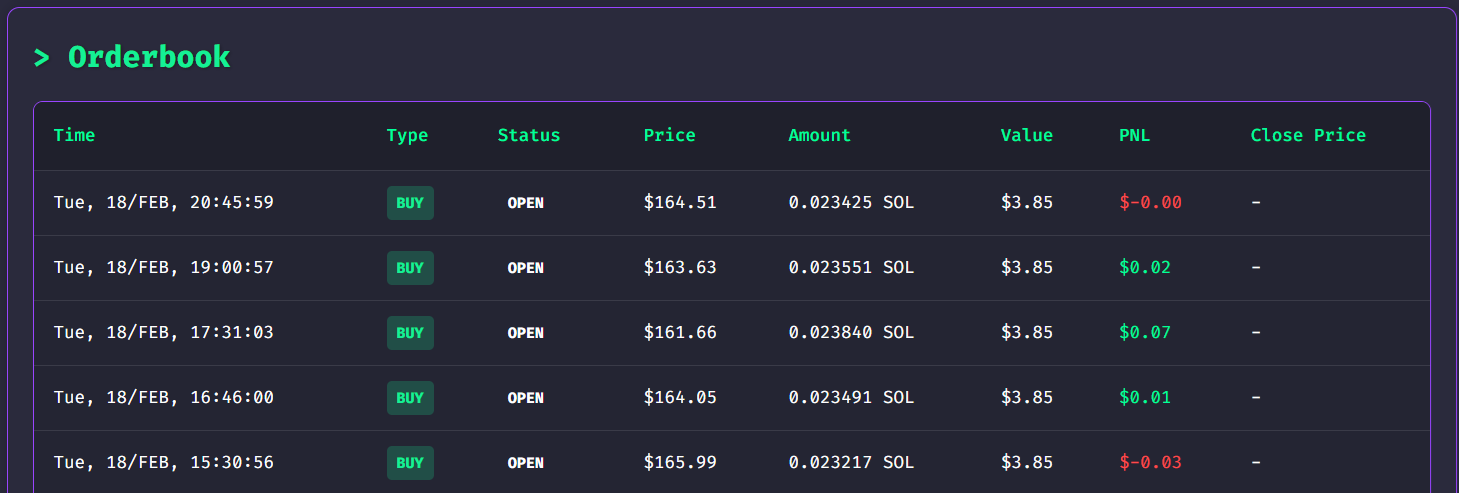 > Orderbook
Time Type Status Price Amount Value PNL Close Price
Tue, 18/FEB, 20:45:59 BUY OPEN $164.51 0.023425 SOL $3.85 $-0.00 -
Tue, 18/FEB, 19:00:57 BUY OPEN $163.63 0.023551 SOL $3.85 $0.02 -
Tue, 18/FEB, 17:31:03 BUY OPEN $161.66 0.023840 SOL $3.85 $0.07 -
Tue, 18/FEB, 16:46:00 BUY OPEN $164.05 0.023491 SOL $3.85 $0.01 -
Tue, 18/FEB, 15:30:56 BUY OPEN $165.99 0.023217 SOL $3.85 $-0.03 -